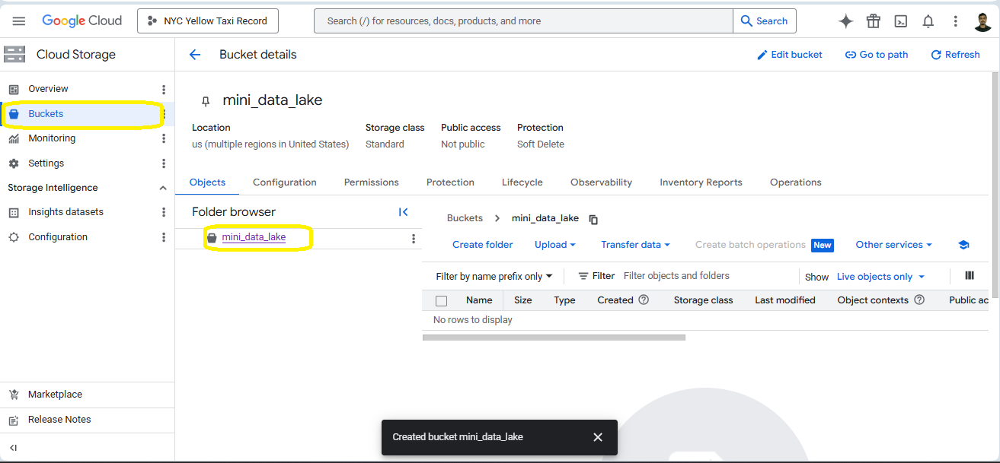 Google Cloud
NYC Yellow Taxi Record
Search (/) for resources, docs, products, and more
Search
Cloud Storage
Bucket details
Edit bucket
Go to path
Refresh
Overview
Buckets
Monitoring
Settings
Storage Intelligence
Insights datasets
Configuration
Marketplace
Release Notes
mini_data_lake
Location Storage class Public access Protection
us (multiple regions in United States) Standard Not public Soft Delete
Objects Configuration Permissions Protection Lifecycle Observability Inventory Reports Operations
Folder browser
mini_data_lake
Buckets > mini_data_lake
Create folder Upload Transfer data Create batch operations New Other services
Filter by name prefix only Filter Filter objects and folders Show Live objects only
Name Size Type Created Storage class Last modified Object contexts Public ac
No rows to display
Created bucket mini_data_lake